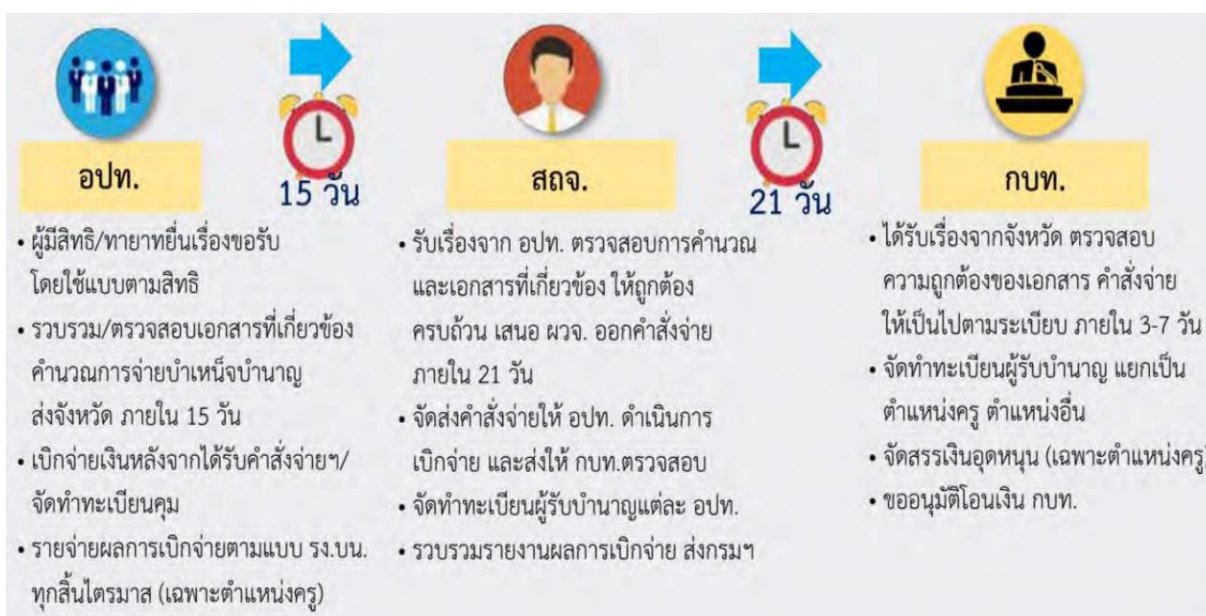 อปท.
• ผู้มีสิทธิ/ทายาทยื่นเรื่องขอรับ
โดยใช้แบบตามสิทธิ
• รวบรวม/ตรวจสอบเอกสารที่เกี่ยวข้อง
คำนวณการจ่ายบำเหน็จบำนาญ
ส่งจังหวัด ภายใน 15 วัน
• เบิกจ่ายเงินหลังจากได้รับคำสั่งจ่ายฯ/
จัดทำทะเบียนคุม
• รายจ่ายผลการเบิกจ่ายตามแบบ รง.บน.
ทุกสิ้นไตรมาส (เฉพาะตำแหน่งครู)
15 วัน
สถจ.
• รับเรื่องจาก อปท. ตรวจสอบการคำนวณ
และเอกสารที่เกี่ยวข้อง ให้ถูกต้อง
ครบถ้วน เสนอ ผวจ. ออกคำสั่งจ่าย
ภายใน 21 วัน
• จัดส่งคำสั่งจ่ายให้ อปท. ดำเนินการ
เบิกจ่าย และส่งให้ กบท.ตรวจสอบ
• จัดทำทะเบียนผู้รับบำนาญแต่ละ อปท.
• รวบรวมรายงานผลการเบิกจ่าย ส่งกรมฯ
21 วัน
กบท.
• ได้รับเรื่องจากจังหวัด ตรวจสอบ
ความถูกต้องของเอกสาร คำสั่งจ่าย
ให้เป็นไปตามระเบียบ ภายใน 3-7 วัน
• จัดทำทะเบียนผู้รับบำนาญ แยกเป็น
ตำแหน่งครู ตำแหน่งอื่น
• จัดสรรเงินอุดหนุน (เฉพาะตำแหน่งครู)
• ขออนุมัติโอนเงิน กบท.